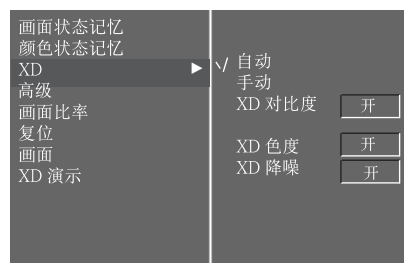 画面状态记忆
颜色状态记忆
XD
高级
画面比率
复位
画面
XD 演示
自动
手动
XD 对比度 开
XD 色度 开
XD 降噪 开